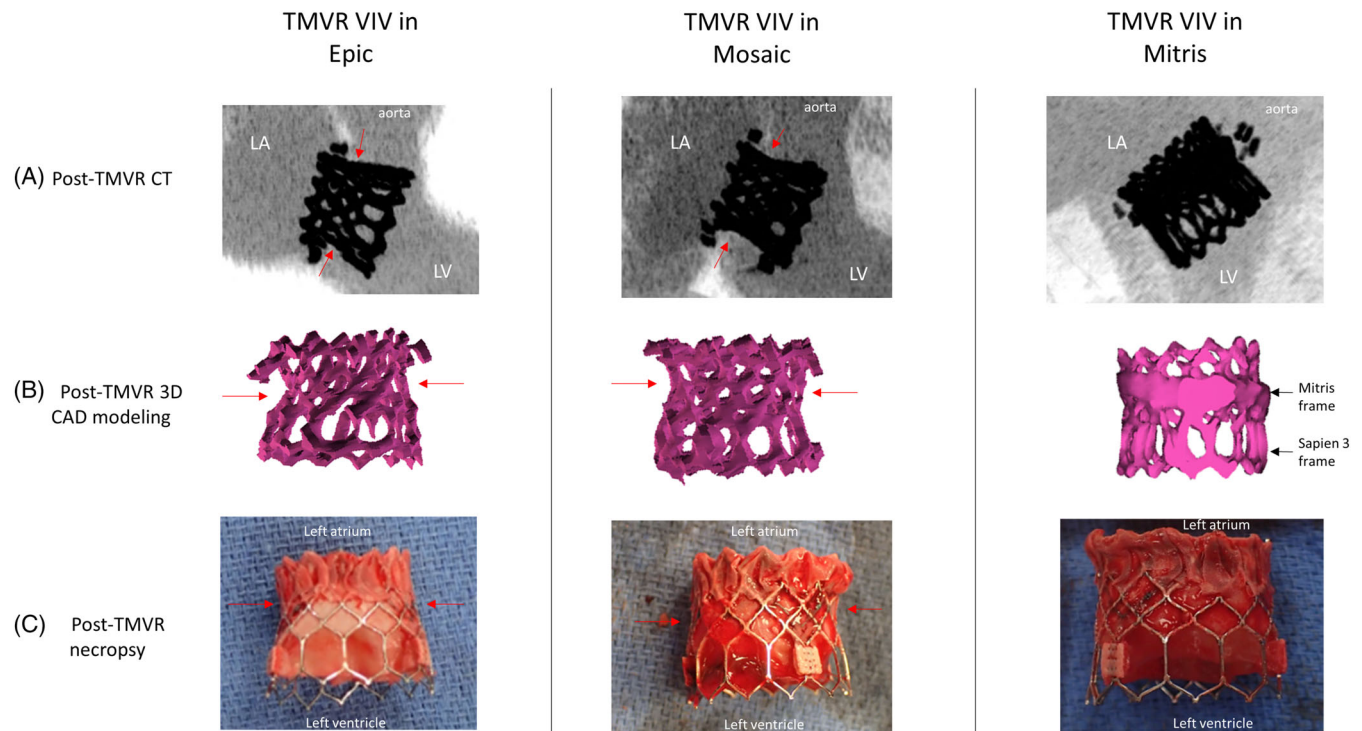 TMVR VIV in
Epic
TMVR VIV in
Mosaic
TMVR VIV in
Mitris
(A) Post-TMVR CT
LA
aorta
LV
LA
aorta
LV
LA
aorta
LV
(B) Post-TMVR 3D
CAD modeling
Mitris
frame
Sapien 3
frame
(C) Post-TMVR
necropsy
Left atrium
Left ventricle
Left atrium
Left ventricle
Left atrium
Left ventricle